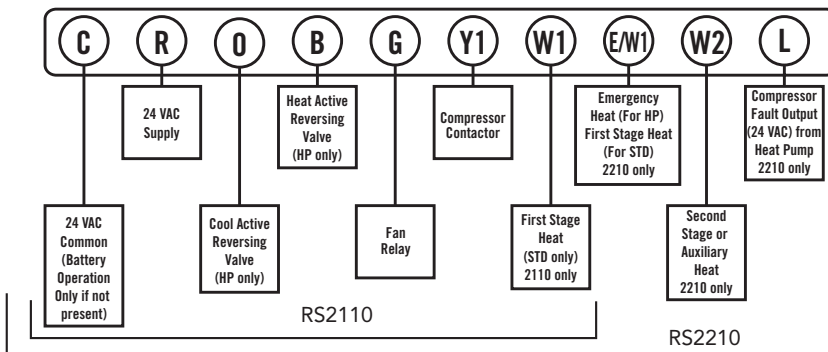 C R O B G Y1 W1 E/W1 W2 L
24 VAC
Supply
Heat Active
Reversing
Valve
(HP only)
Compressor
Contactor
Emergency
Heat (For HP)
First Stage Heat
(For STD)
2210 only
Compressor
Fault Output
(24 VAC) from
Heat Pump
2210 only
24 VAC
Common
(Battery
Operation
Only if not
present)
Cool Active
Reversing
Valve
(HP only)
Fan
Relay
First Stage
Heat
(STD only)
2110 only
Second
Stage or
Auxiliary
Heat
2210 only
RS2110
RS2210